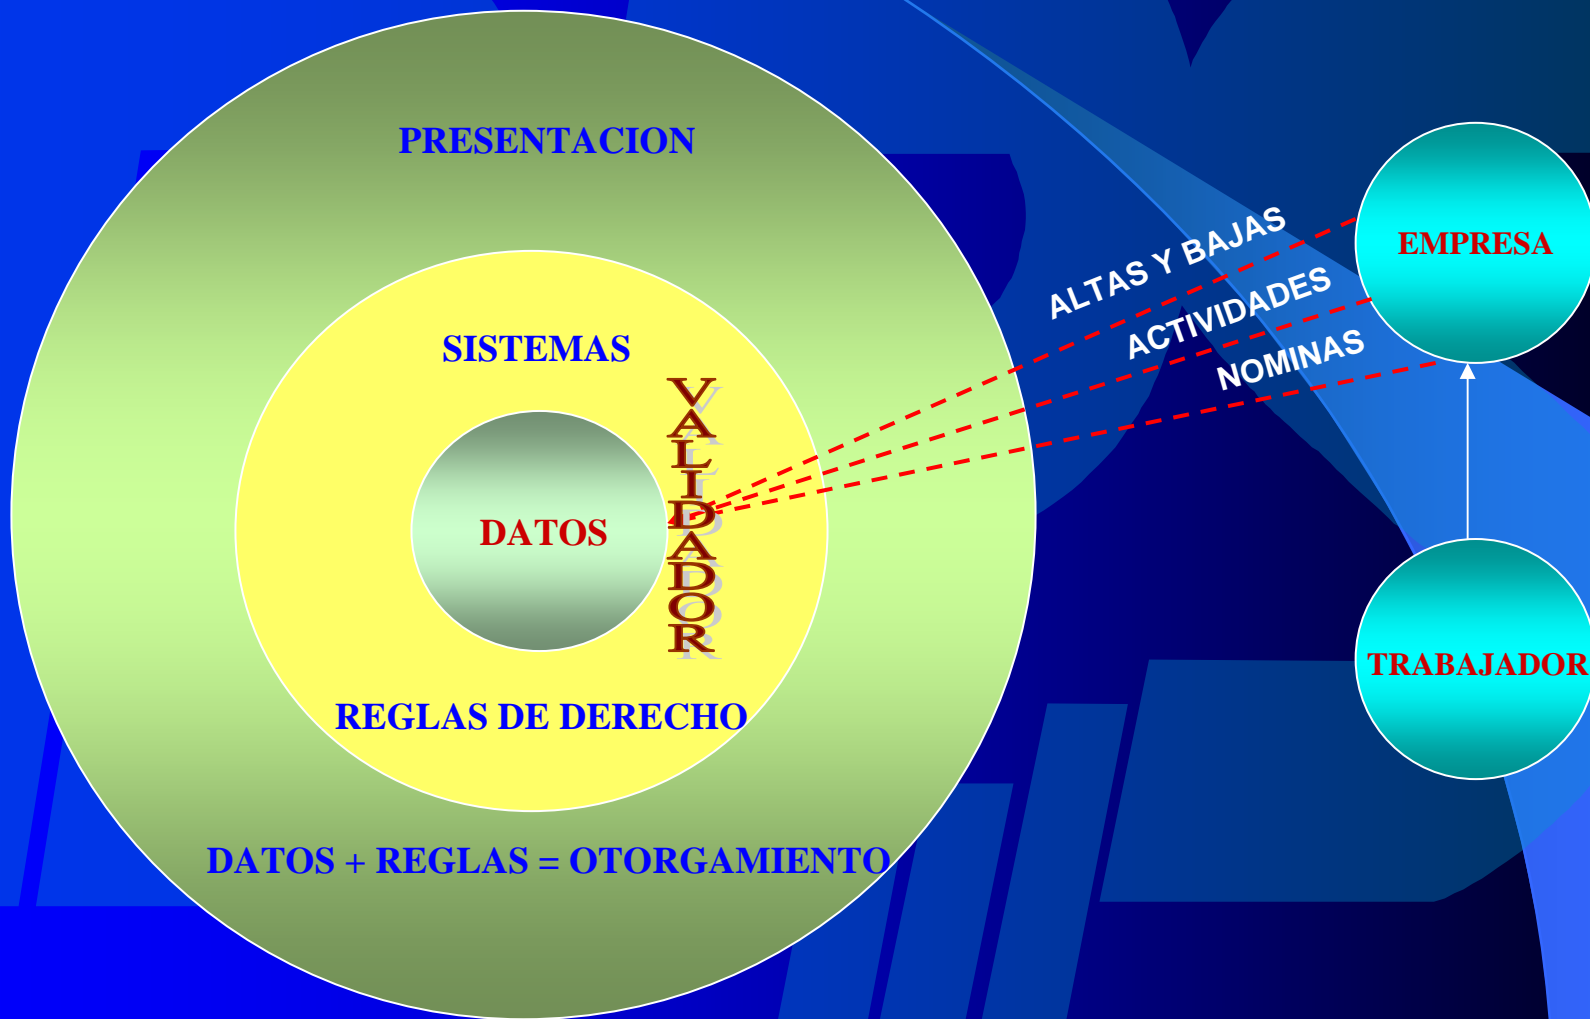 PRESENTACION
ALTAS Y BAJAS
EMPRESA
ACTIVIDADES
NOMINAS
SISTEMAS
VALIDADOR
DATOS
TRABAJADOR
REGLAS DE DERECHO
DATOS + REGLAS = OTORGAMIENTO